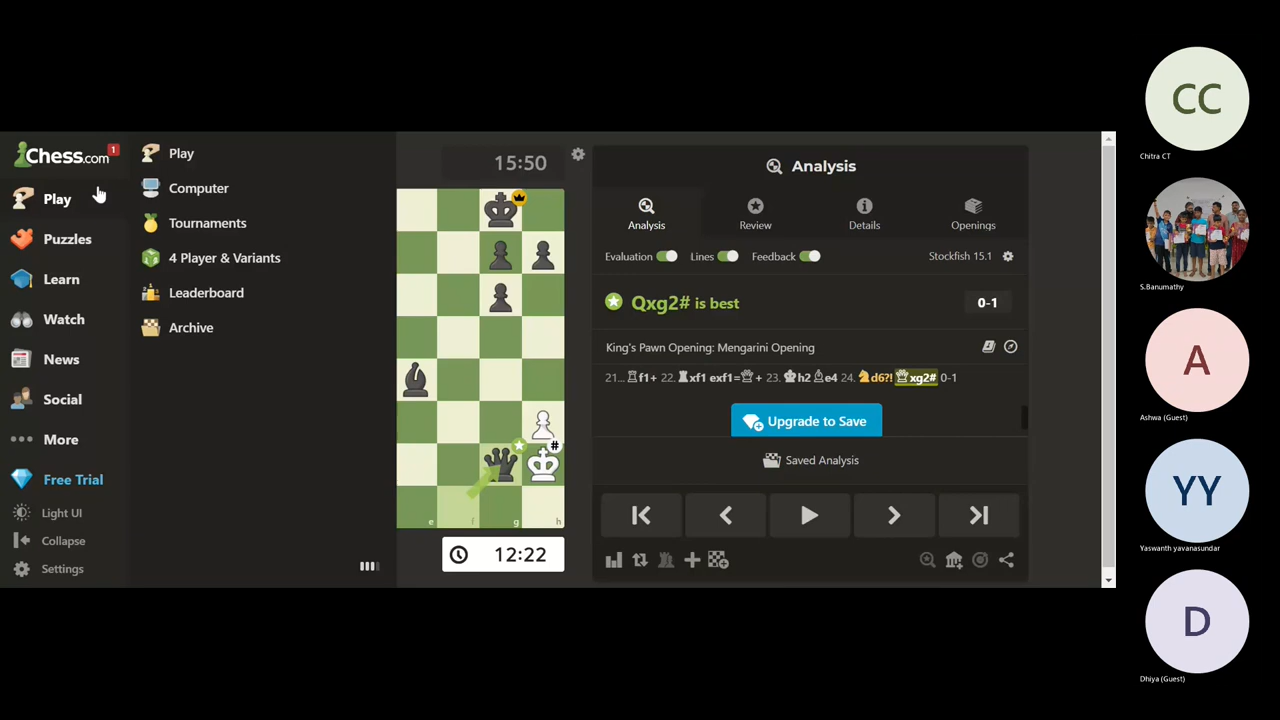 Chess.com 1
Play
Puzzles
Learn
Watch
News
Social
More
Free Trial
Light UI
Collapse
Settings
Play
Computer
Tournaments
4 Player & Variants
Leaderboard
Archive
15:50
#
e f g h
12:22
Analysis
Analysis Review Details Openings
Evaluation Lines Feedback Stockfish 15.1
Qxg2# is best 0-1
King's Pawn Opening: Mengarini Opening
21... ♖f1+ 22. ♜xf1 exf1=♕+ 23. ♚h2 ♗e4 24. ♞d6?! ♕xg2# 0-1
Upgrade to Save
Saved Analysis
CC
Chitra CT
S.Banumathy
A
Ashwa (Guest)
YY
Yaswanth yavanasundar
D
Dhiya (Guest)